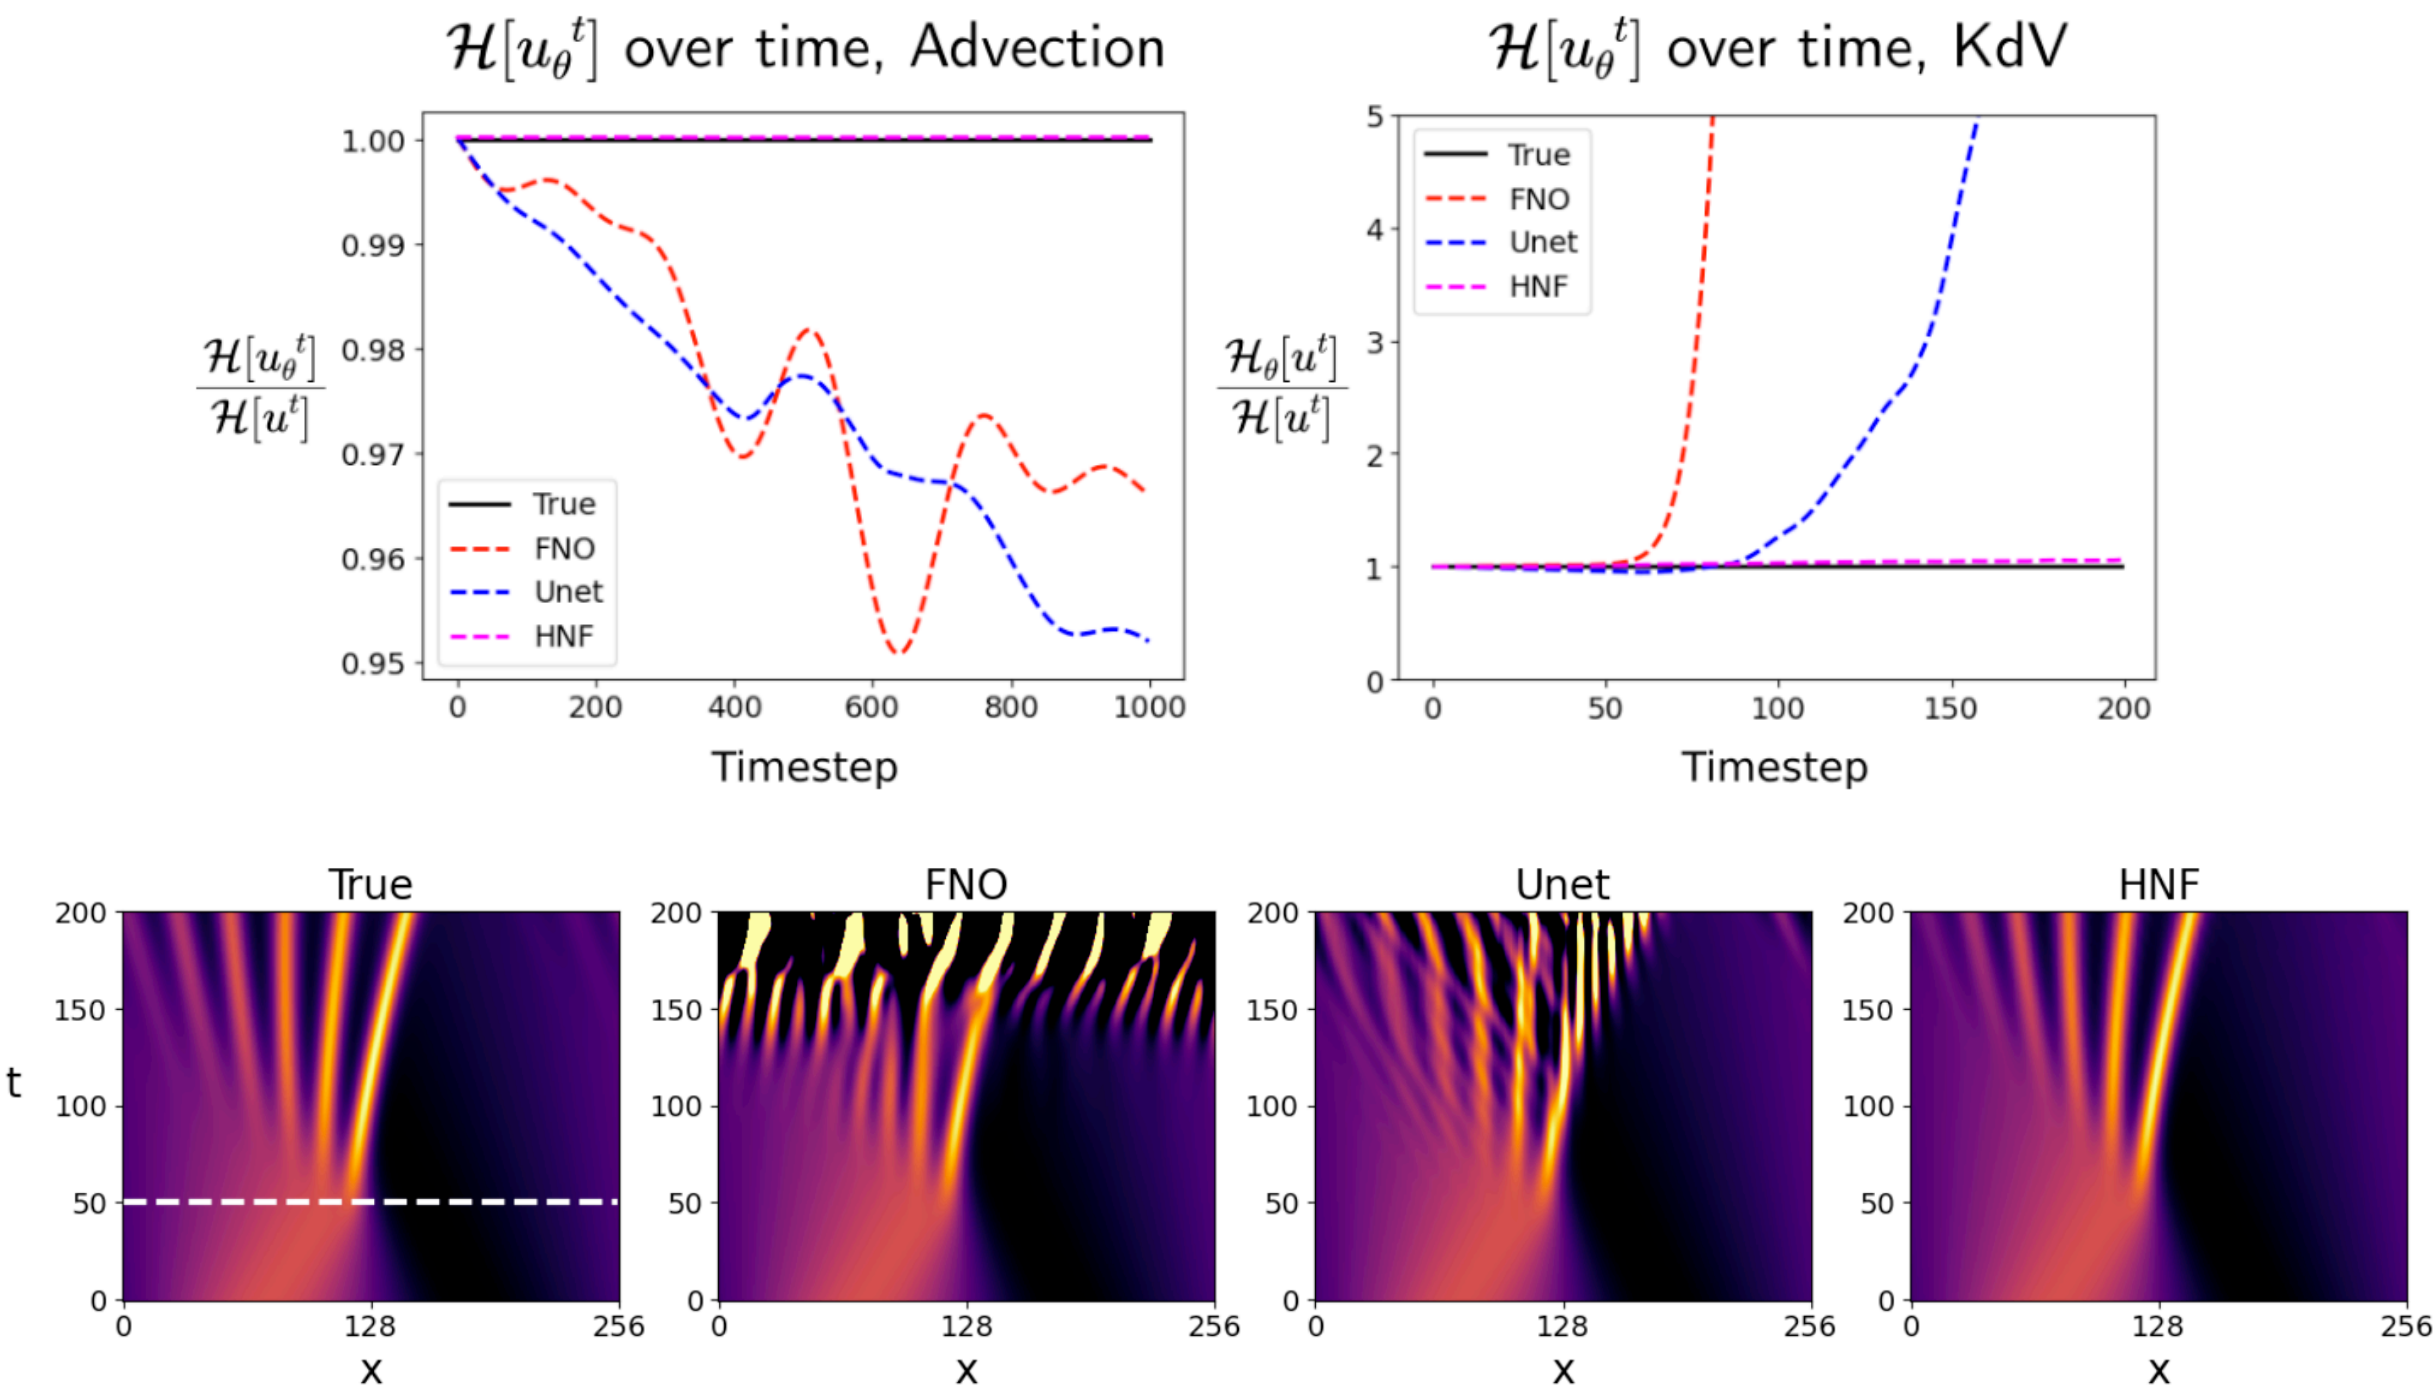 ℋ[u_θ^t] over time, Advection
ℋ[u_θ^t] / ℋ[u^t]
1.00
0.99
0.98
0.97
0.96
0.95
True
FNO
Unet
HNF
0 200 400 600 800 1000
Timestep
ℋ[u_θ^t] over time, KdV
ℋ_θ[u^t] / ℋ[u^t]
5
4
3
2
1
0
True
FNO
Unet
HNF
0 50 100 150 200
Timestep
t
True
200
150
100
50
0
0 128 256
x
FNO
200
150
100
50
0
0 128 256
x
Unet
200
150
100
50
0
0 128 256
x
HNF
200
150
100
50
0
0 128 256
x